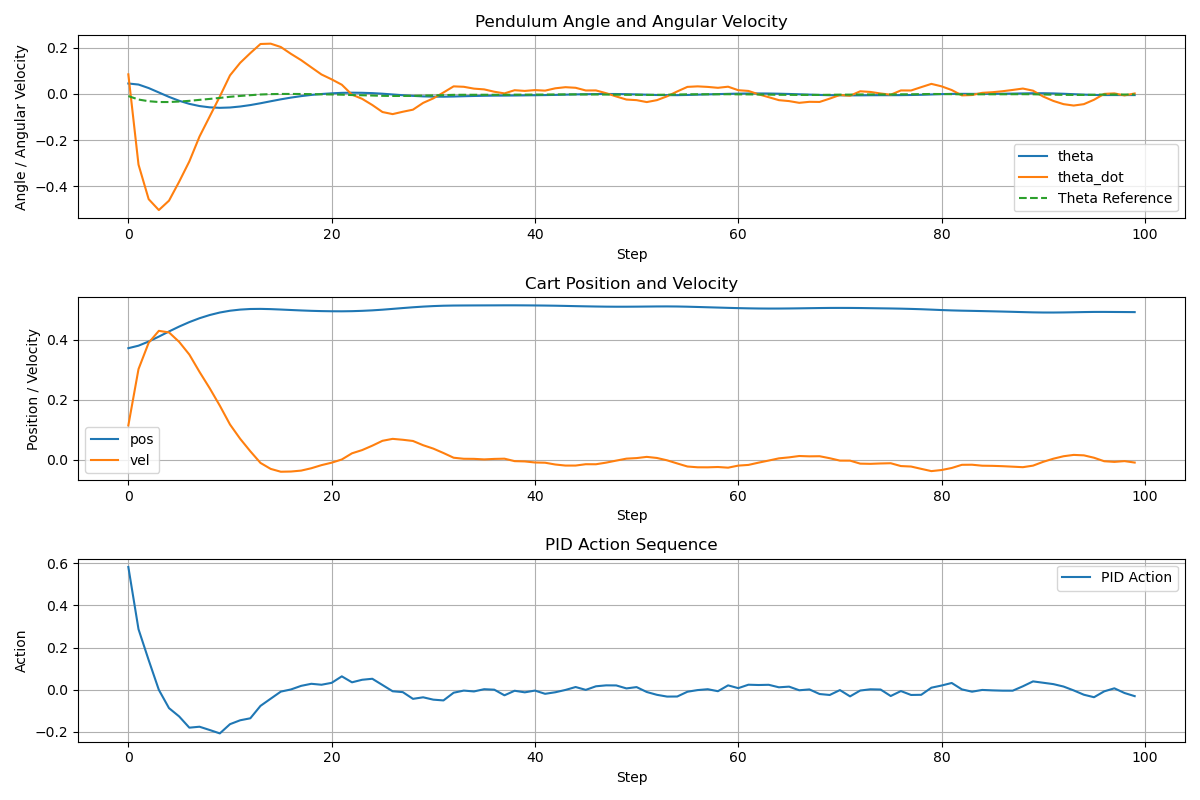 Pendulum Angle and Angular Velocity
Angle / Angular Velocity
0.2
0.0
−0.2
−0.4
theta
theta_dot
Theta Reference
0 20 40 60 80 100
Step
Cart Position and Velocity
Position / Velocity
0.4
0.2
0.0
pos
vel
0 20 40 60 80 100
Step
PID Action Sequence
Action
0.6
0.4
0.2
0.0
−0.2
PID Action
0 20 40 60 80 100
Step